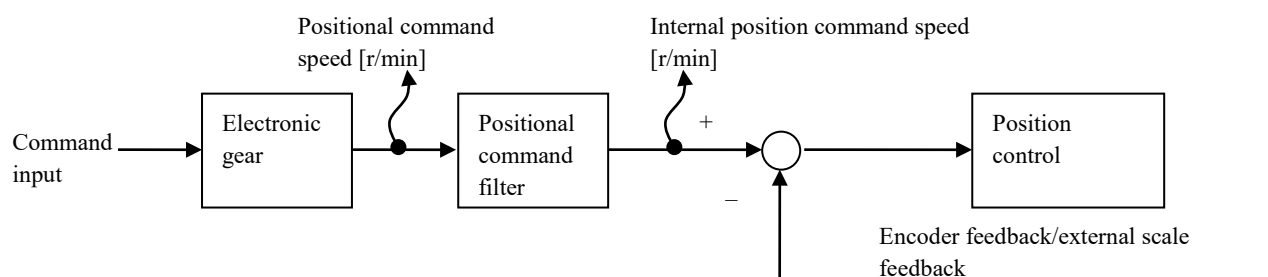 Positional command
speed [r/min]
Internal position command speed
[r/min]
Command
input
Electronic
gear
Positional
command
filter
+
Position
control
−
Encoder feedback/external scale
feedback